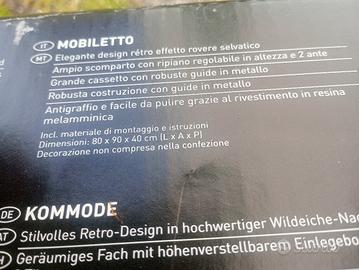 IT MOBILETTO
MT Elegante design rétro effetto rovere selvatico
Ampio scomparto con ripiano regolabile in altezza e 2 ante
Grande cassetto con robuste guide in metallo
Robusta costruzione con guide in metallo
Antigraffio e facile da pulire grazie al rivestimento in resina
melamminica
Incl. materiale di montaggio e istruzioni
Dimensioni: 80 x 90 x 40 cm (L x A x P)
Decorazione non compresa nella confezione
DE KOMMODE
AT Stilvolles Retro-Design in hochwertiger Wildeiche-Na
CH Geräumiges Fach mit höhenverstellbarem Einlegebo